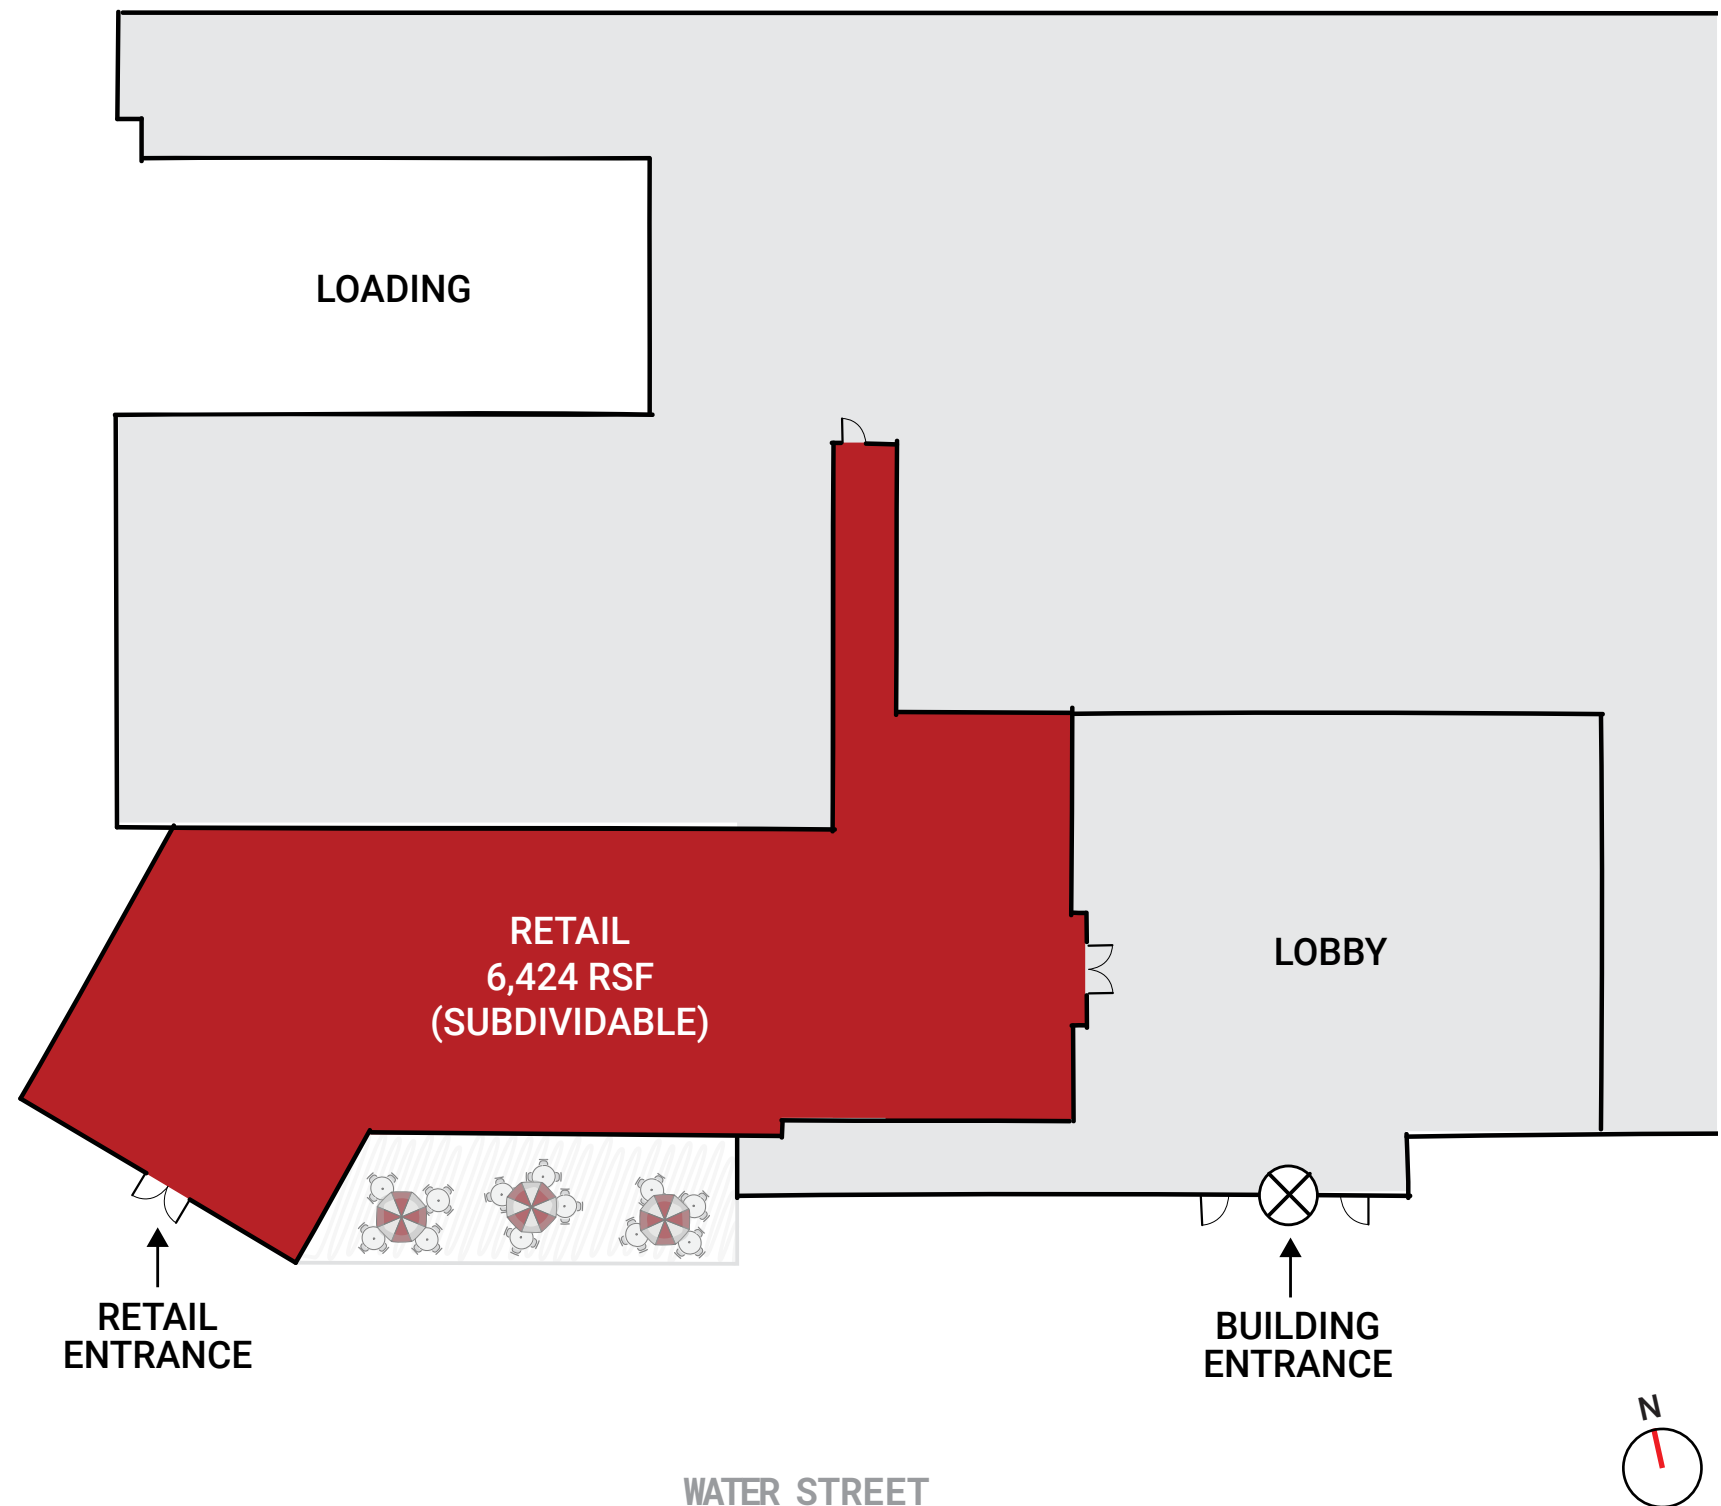 LOADING
RETAIL
6,424 RSF
(SUBDIVIDABLE)
LOBBY
RETAIL
ENTRANCE
BUILDING
ENTRANCE
N
WATER STREET